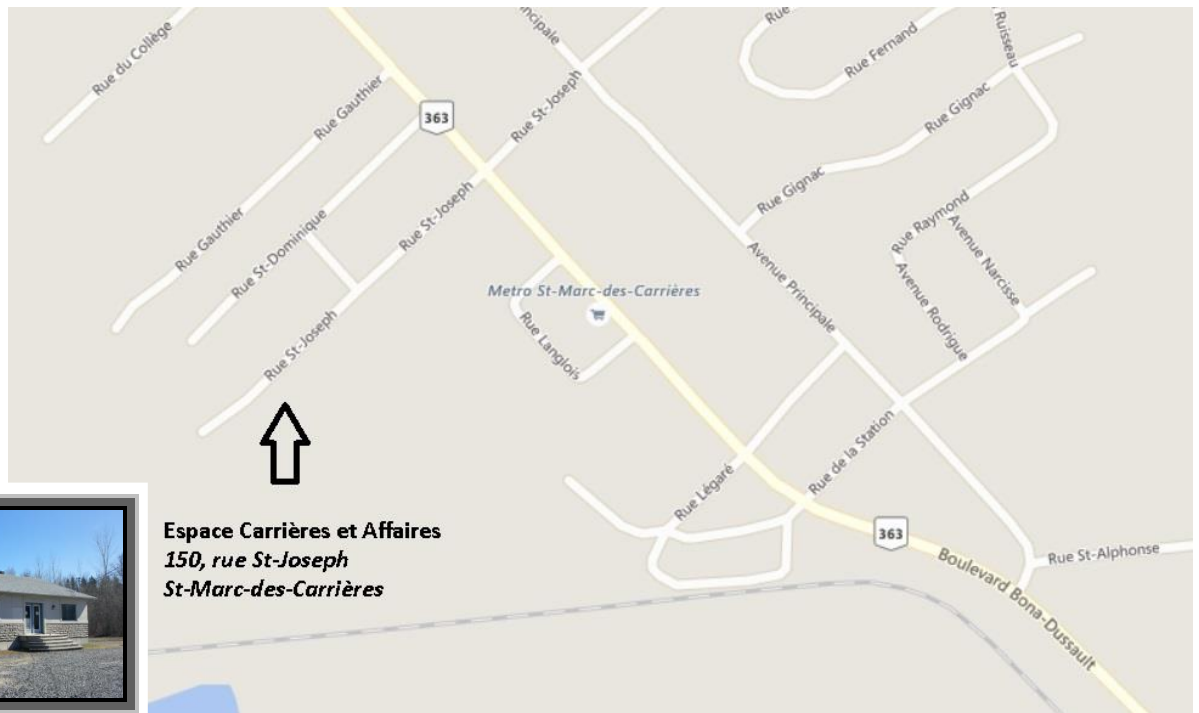 Rue du Collège
Rue Gauthier
363
Rue St-Joseph
Rue Fernand
Ruisseau
Rue Gignac
Rue Gignac
Rue Raymond
Avenue Narcisse
Avenue Rodrigue
Avenue Principale
Rue St-Joseph
Rue Gauthier
Rue St-Dominique
Rue St-Joseph
Metro St-Marc-des-Carrières
Rue Langlois
Rue de la Station
Rue Légaré
363
Boulevard Bona-Dussault
Rue St-Alphonse
Espace Carrières et Affaires
150, rue St-Joseph
St-Marc-des-Carrières